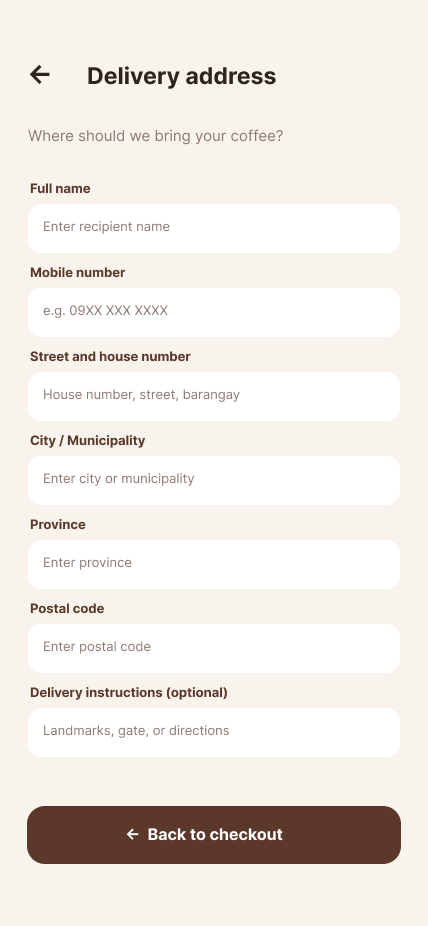 ← Delivery address
Where should we bring your coffee?
Full name
Enter recipient name
Mobile number
e.g. 09XX XXX XXXX
Street and house number
House number, street, barangay
City / Municipality
Enter city or municipality
Province
Enter province
Postal code
Enter postal code
Delivery instructions (optional)
Landmarks, gate, or directions
← Back to checkout